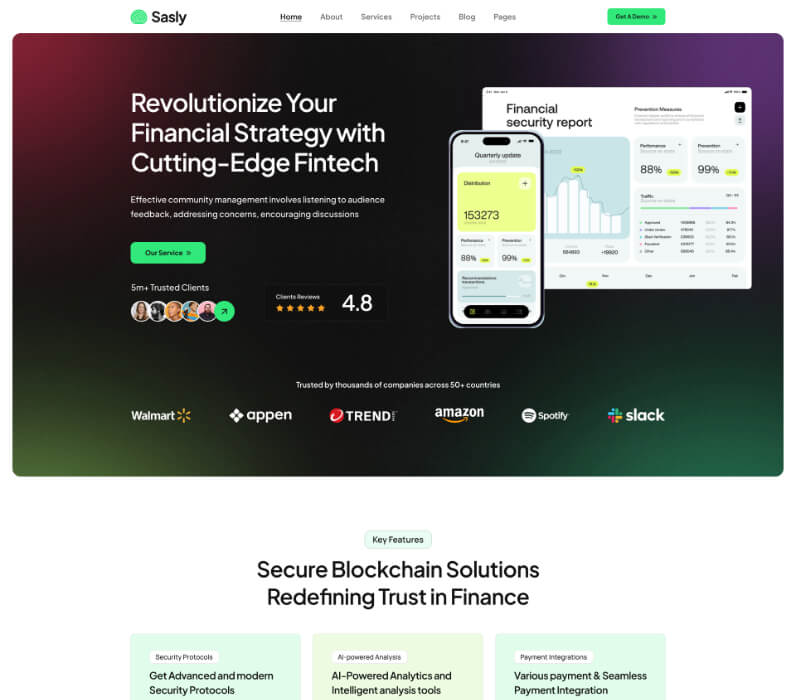 Sasly
Home About Services Projects Blog Pages
Get A Demo »
Revolutionize Your
Financial Strategy with
Cutting-Edge Fintech
Effective community management involves listening to audience
feedback, addressing concerns, encouraging discussions
Our Service »
5m+ Trusted Clients
Clients Reviews
4.8
Financial
security report
Prevention Measures
Performance
88%
Prevention
99%
Traffic
Quarterly update
Distribution
153273
Performance
88%
Prevention
99%
Recommendations
transactions
Trusted by thousands of companies across 50+ countries
Walmart
appen
TREND
amazon
Spotify
slack
Key Features
Secure Blockchain Solutions
Redefining Trust in Finance
Security Protocols
Get Advanced and modern
Security Protocols
AI-powered Analysis
AI-Powered Analytics and
Intelligent analysis tools
Payment Integrations
Various payment & Seamless
Payment Integration